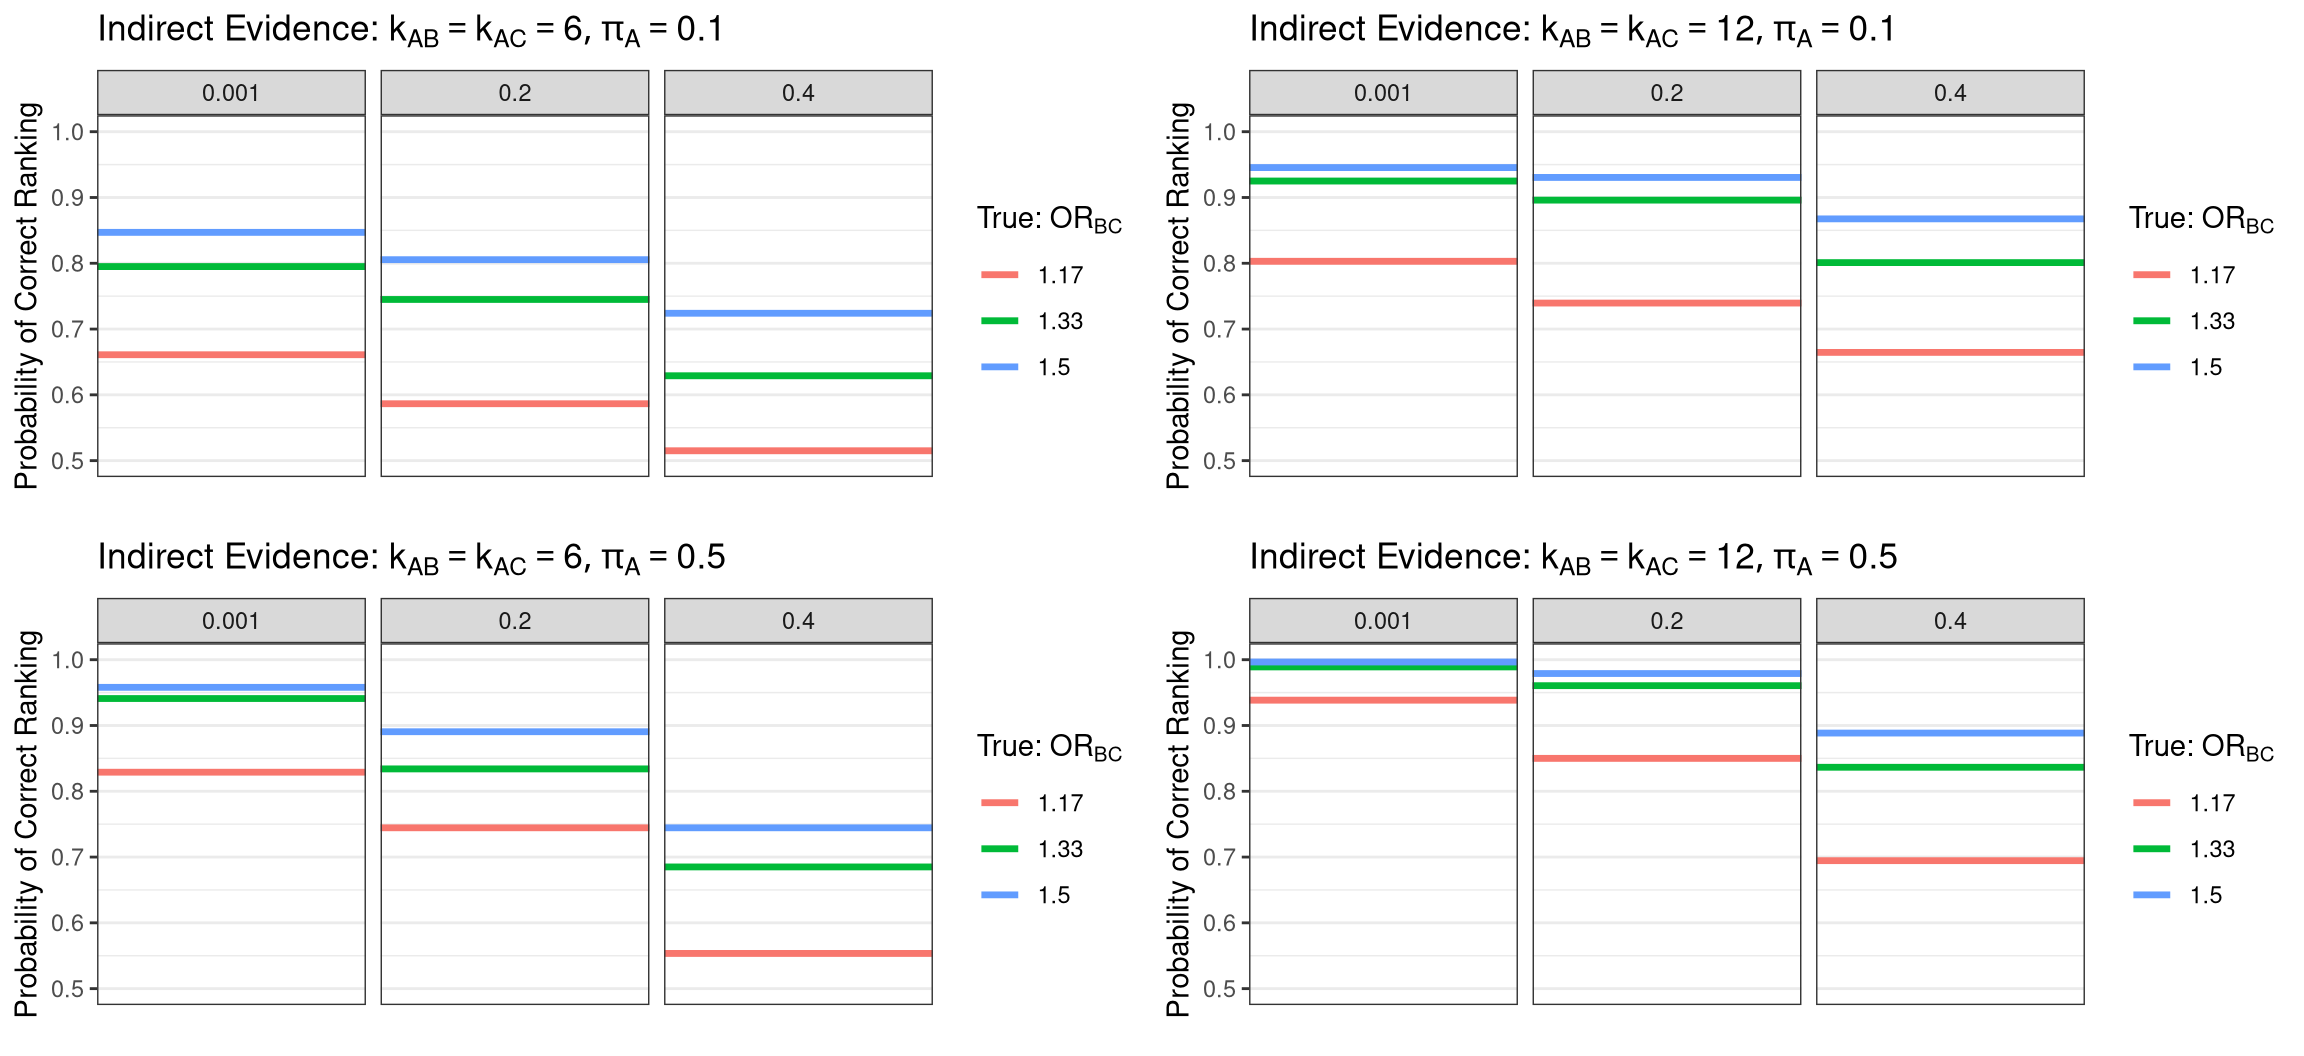 Indirect Evidence: kAB = kAC = 6, πA = 0.1
0.001 0.2 0.4
Probability of Correct Ranking
1.0
0.9
0.8
0.7
0.6
0.5
True: ORBC
1.17
1.33
1.5
Indirect Evidence: kAB = kAC = 12, πA = 0.1
0.001 0.2 0.4
Probability of Correct Ranking
1.0
0.9
0.8
0.7
0.6
0.5
True: ORBC
1.17
1.33
1.5
Indirect Evidence: kAB = kAC = 6, πA = 0.5
0.001 0.2 0.4
Probability of Correct Ranking
1.0
0.9
0.8
0.7
0.6
0.5
True: ORBC
1.17
1.33
1.5
Indirect Evidence: kAB = kAC = 12, πA = 0.5
0.001 0.2 0.4
Probability of Correct Ranking
1.0
0.9
0.8
0.7
0.6
0.5
True: ORBC
1.17
1.33
1.5